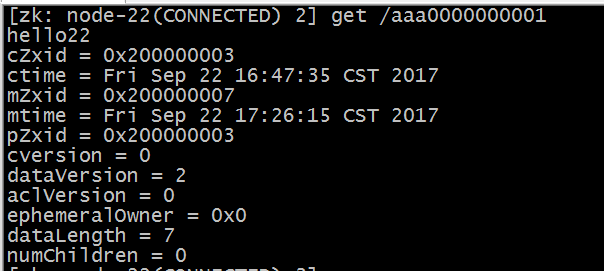 [zk: node-22(CONNECTED) 2] get /aaa0000000001
hello22
cZxid = 0x200000003
ctime = Fri Sep 22 16:47:35 CST 2017
mZxid = 0x200000007
mtime = Fri Sep 22 17:26:15 CST 2017
pZxid = 0x200000003
cversion = 0
dataVersion = 2
aclVersion = 0
ephemeralOwner = 0x0
dataLength = 7
numChildren = 0